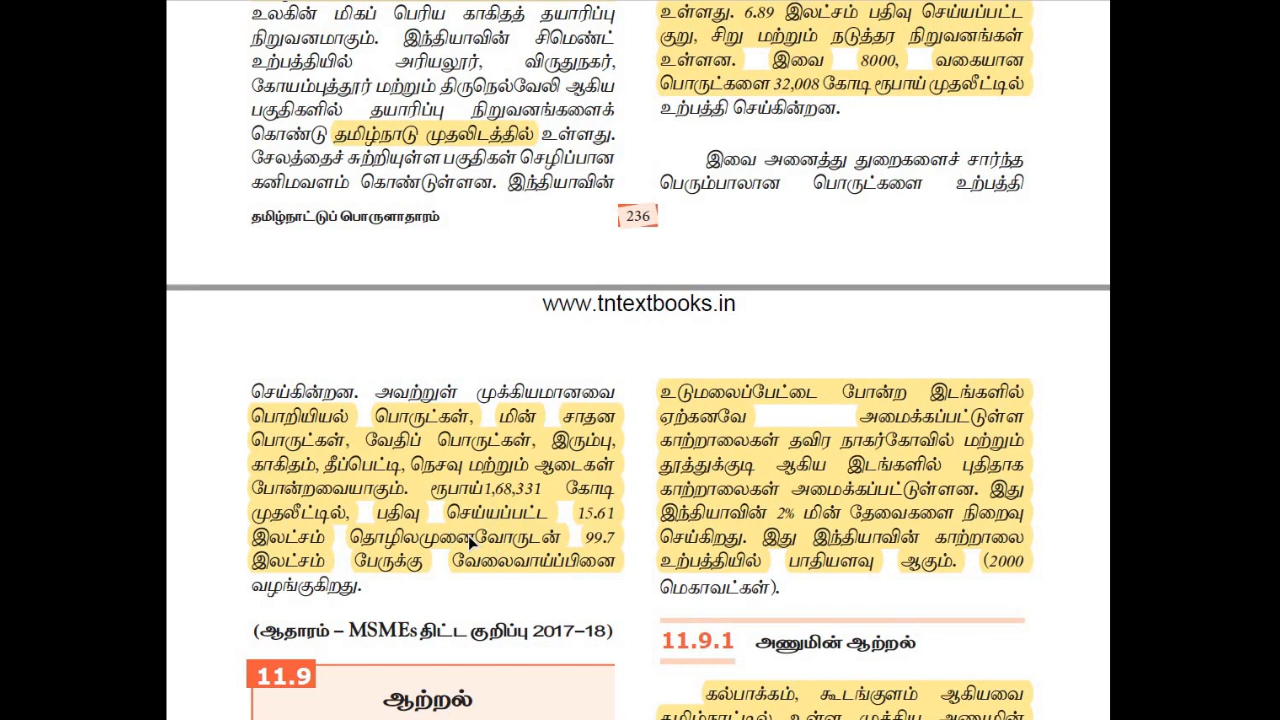 உலகின் மிகப் பெரிய காகிதத் தயாரிப்பு
நிறுவனமாகும். இந்தியாவின் சிமெண்ட்
உற்பத்தியில் அரியலூர், விருதுநகர்,
கோயம்புத்தூர் மற்றும் திருநெல்வேலி ஆகிய
பகுதிகளில் தயாரிப்பு நிறுவனங்களைக்
கொண்டு தமிழ்நாடு முதலிடத்தில் உள்ளது.
சேலத்தைச் சுற்றியுள்ள பகுதிகள் செழிப்பான
கனிமவளம் கொண்டுள்ளன. இந்தியாவின்
உள்ளது. 6.89 இலட்சம் பதிவு செய்யப்பட்ட
குறு, சிறு மற்றும் நடுத்தர நிறுவனங்கள்
உள்ளன. இவை 8000, வகையான
பொருட்களை 32,008 கோடி ரூபாய் முதலீட்டில்
உற்பத்தி செய்கின்றன.
இவை அனைத்து துறைகளைச் சார்ந்த
பெரும்பாலான பொருட்களை உற்பத்தி
தமிழ்நாட்டுப் பொருளாதாரம்
236
www.tntextbooks.in
செய்கின்றன. அவற்றுள் முக்கியமானவை
பொறியியல் பொருட்கள், மின் சாதன
பொருட்கள், வேதிப் பொருட்கள், இரும்பு,
காகிதம், தீப்பெட்டி, நெசவு மற்றும் ஆடைகள்
போன்றவையாகும். ரூபாய்1,68,331 கோடி
முதலீட்டில், பதிவு செய்யப்பட்ட 15.61
இலட்சம் தொழிலமுனைவோருடன் 99.7
இலட்சம் பேருக்கு வேலைவாய்ப்பினை
வழங்குகிறது.
(ஆதாரம் – MSMEs திட்ட குறிப்பு 2017–18)
11.9
ஆற்றல்
உடுமலைப்பேட்டை போன்ற இடங்களில்
ஏற்கனவே அமைக்கப்பட்டுள்ள
காற்றாலைகள் தவிர நாகர்கோவில் மற்றும்
தூத்துக்குடி ஆகிய இடங்களில் புதிதாக
காற்றாலைகள் அமைக்கப்பட்டுள்ளன. இது
இந்தியாவின் 2% மின் தேவைகளை நிறைவு
செய்கிறது. இது இந்தியாவின் காற்றாலை
உற்பத்தியில் பாதியளவு ஆகும். (2000
மெகாவட்கள்).
11.9.1 அணுமின் ஆற்றல்
கல்பாக்கம், கூடங்குளம் ஆகியவை
தமிழ்நாட்டில் உள்ள முக்கிய அணுமின்